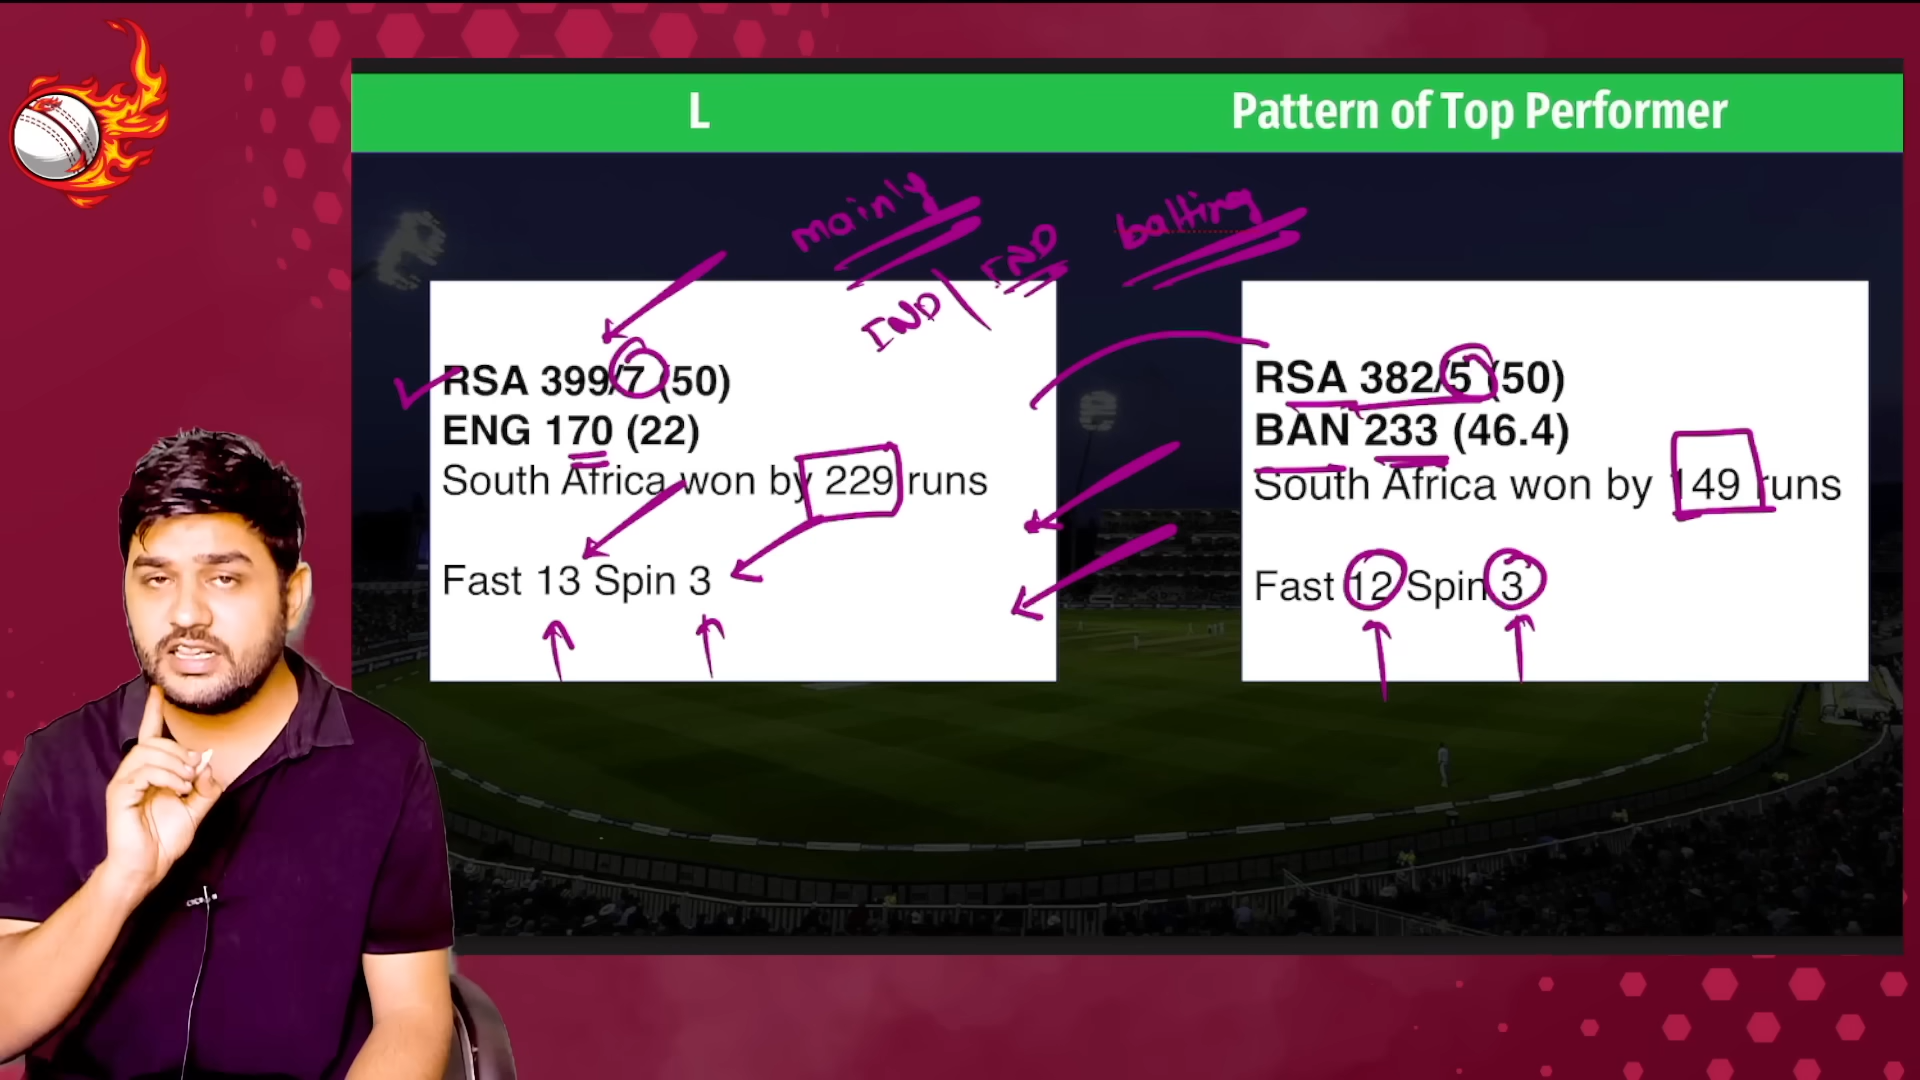 L
Pattern of Top Performer
mainly
batting
IND
IND
RSA 399/7 (50)
ENG 170 (22)
South Africa won by 229 runs
Fast 13 Spin 3
RSA 382/5 (50)
BAN 233 (46.4)
South Africa won by 149 runs
Fast 12 Spin 3